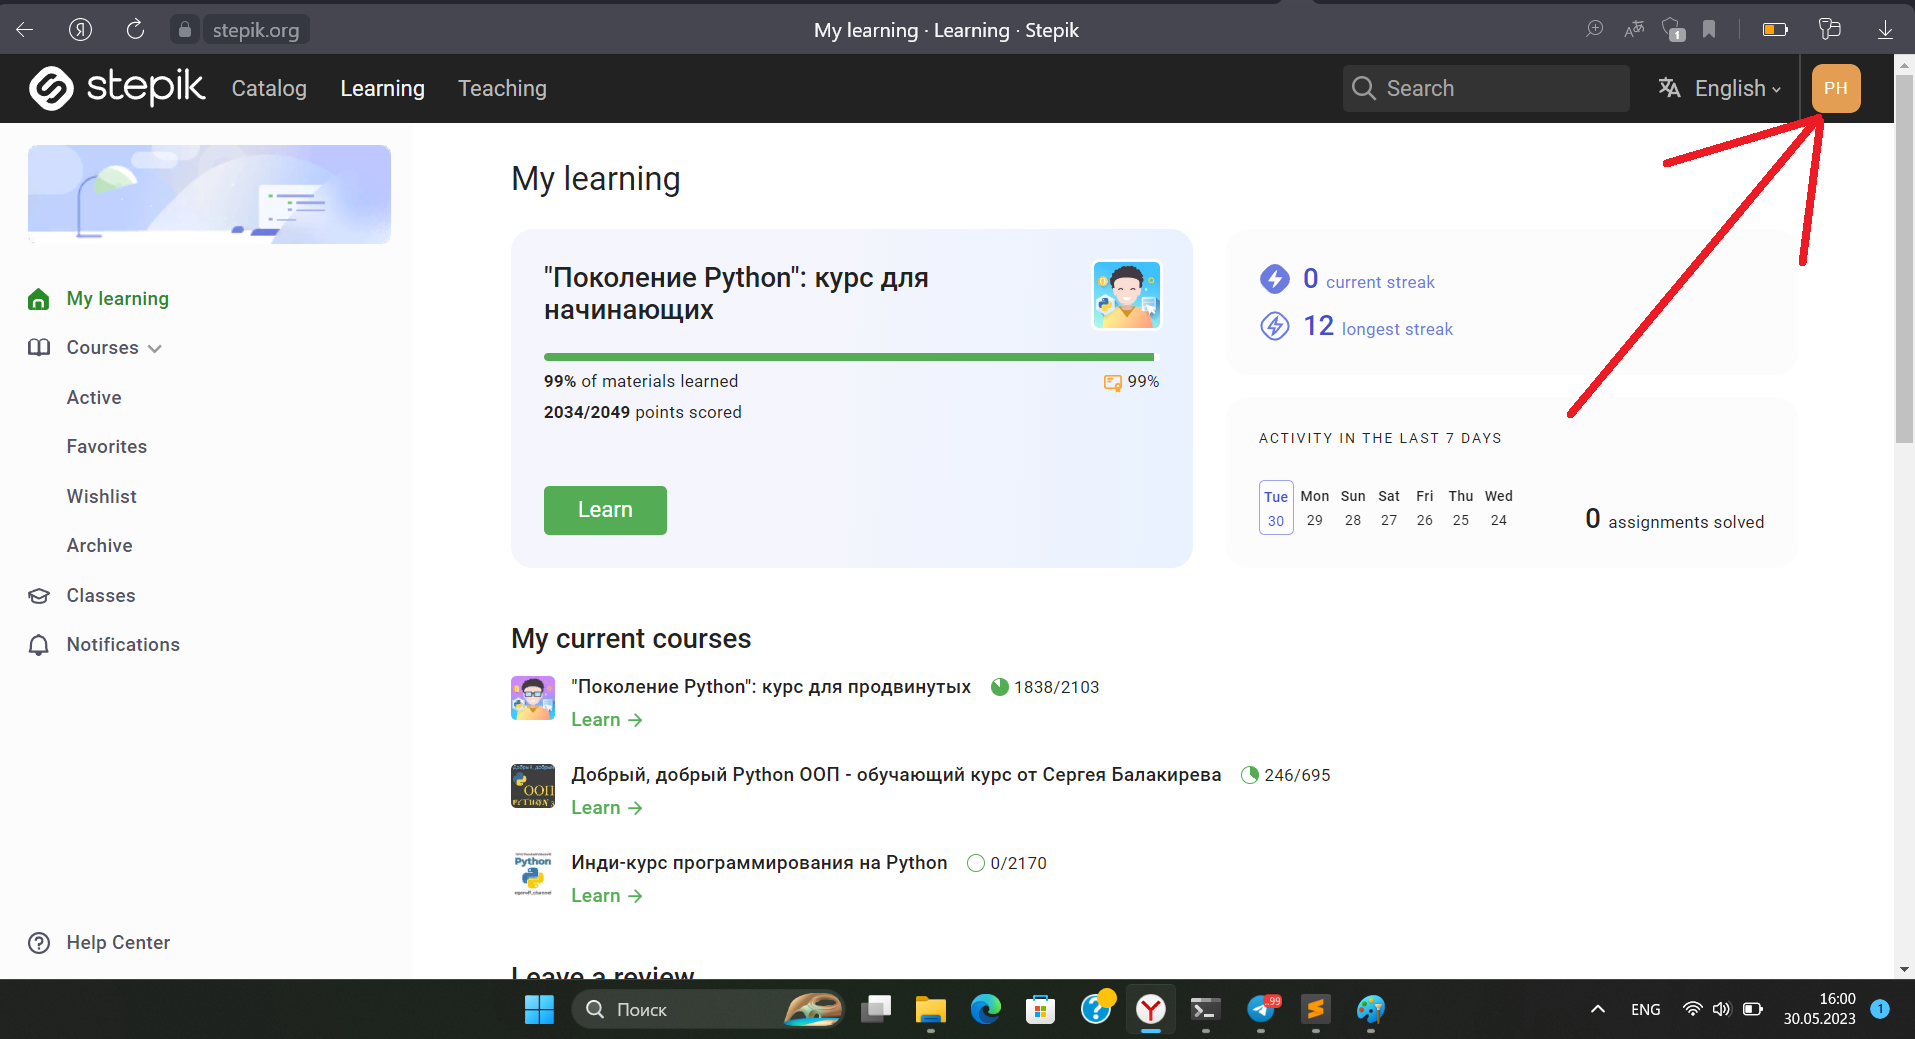 stepik.org
My learning · Learning · Stepik
1
stepik
Catalog
Learning
Teaching
Search
English
PH
My learning
Courses
Active
Favorites
Wishlist
Archive
Classes
Notifications
Help Center
My learning
"Поколение Python": курс для
начинающих
99% of materials learned
99%
2034/2049 points scored
Learn
0 current streak
12 longest streak
ACTIVITY IN THE LAST 7 DAYS
Tue Mon Sun Sat Fri Thu Wed
30 29 28 27 26 25 24
0 assignments solved
My current courses
"Поколение Python": курс для продвинутых 1838/2103
Learn →
ООП
Добрый, добрый Python ООП - обучающий курс от Сергея Балакирева 246/695
Learn →
Python
Инди-курс программирования на Python 0/2170
Learn →
Leave a review
Поиск
99
ENG
16:00
30.05.2023
1